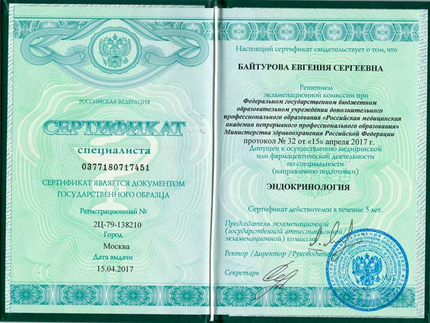 РОССИЙСКАЯ ФЕДЕРАЦИЯ
СЕРТИФИКАТ
специалиста
0377180717451
СЕРТИФИКАТ ЯВЛЯЕТСЯ ДОКУМЕНТОМ
ГОСУДАРСТВЕННОГО ОБРАЗЦА
Регистрационный №
2Ц-79-138210
Город
Москва
Дата выдачи
15.04.2017
Настоящий сертификат свидетельствует о том, что
БАЙТУРОВА ЕВГЕНИЯ СЕРГЕЕВНА
Решением
экзаменационной комиссии при
Федеральном государственном бюджетном
образовательном учреждении дополнительного
профессионального образования «Российская медицинская
академия непрерывного профессионального образования»
Министерства здравоохранения Российской Федерации
протокол № 32 от «15» апреля 2017 г.
Допущен к осуществлению медицинской
или фармацевтической деятельности
по специальности
(направлению подготовки)
ЭНДОКРИНОЛОГИЯ
Сертификат действителен в течение 5 лет.
Председатель экзаменационной
(государственной аттестационной /
экзаменационной) комиссии
Ректор / Директор / Руководитель
Секретарь